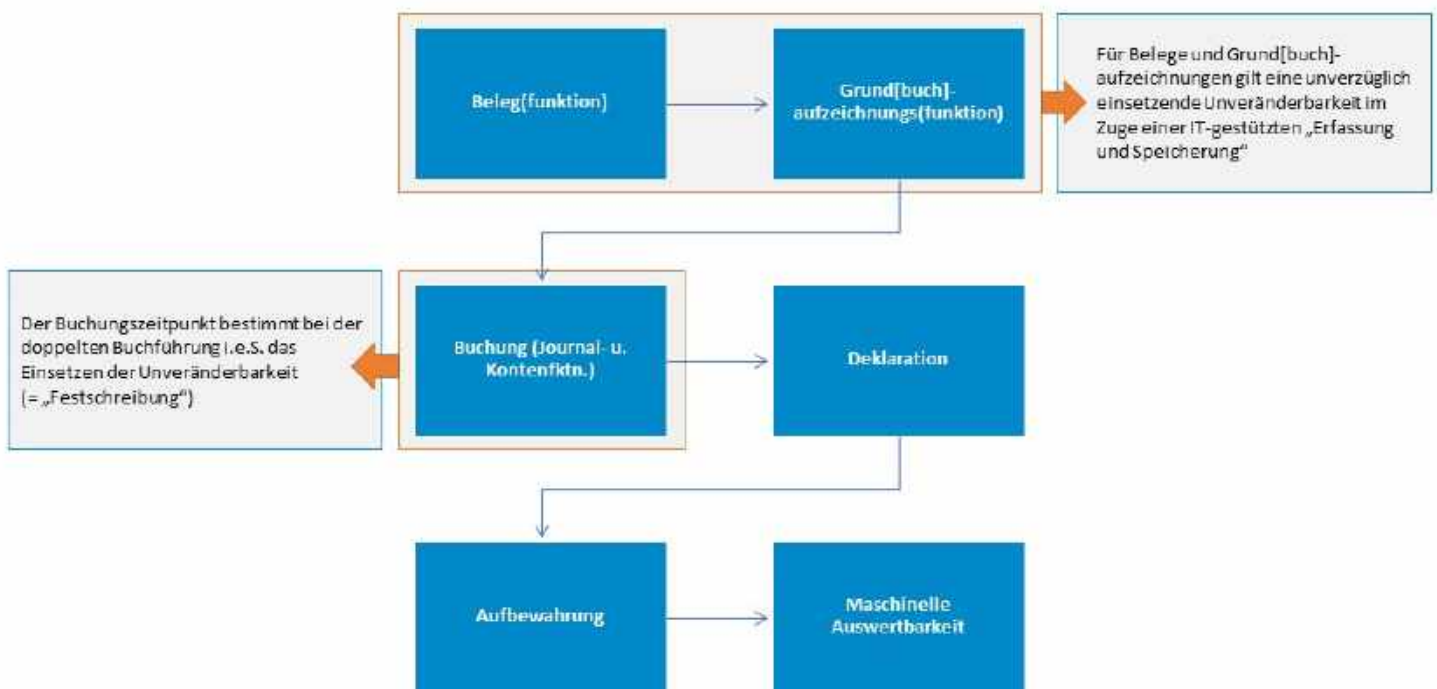 Beleg(funktion)
Grund[buch]-
aufzeichnungs(funktion)
Für Belege und Grund[buch]-
aufzeichnungen gilt eine unverzüglich
einsetzende Unveränderbarkeit im
Zuge einer IT-gestützten „Erfassung
und Speicherung“
Der Buchungszeitpunkt bestimmt bei der
doppelten Buchführung i.e.S. das
Einsetzen der Unveränderbarkeit
(= „Festschreibung“)
Buchung (Journal- u.
Kontenfktn.)
Deklaration
Aufbewahrung
Maschinelle
Auswertbarkeit